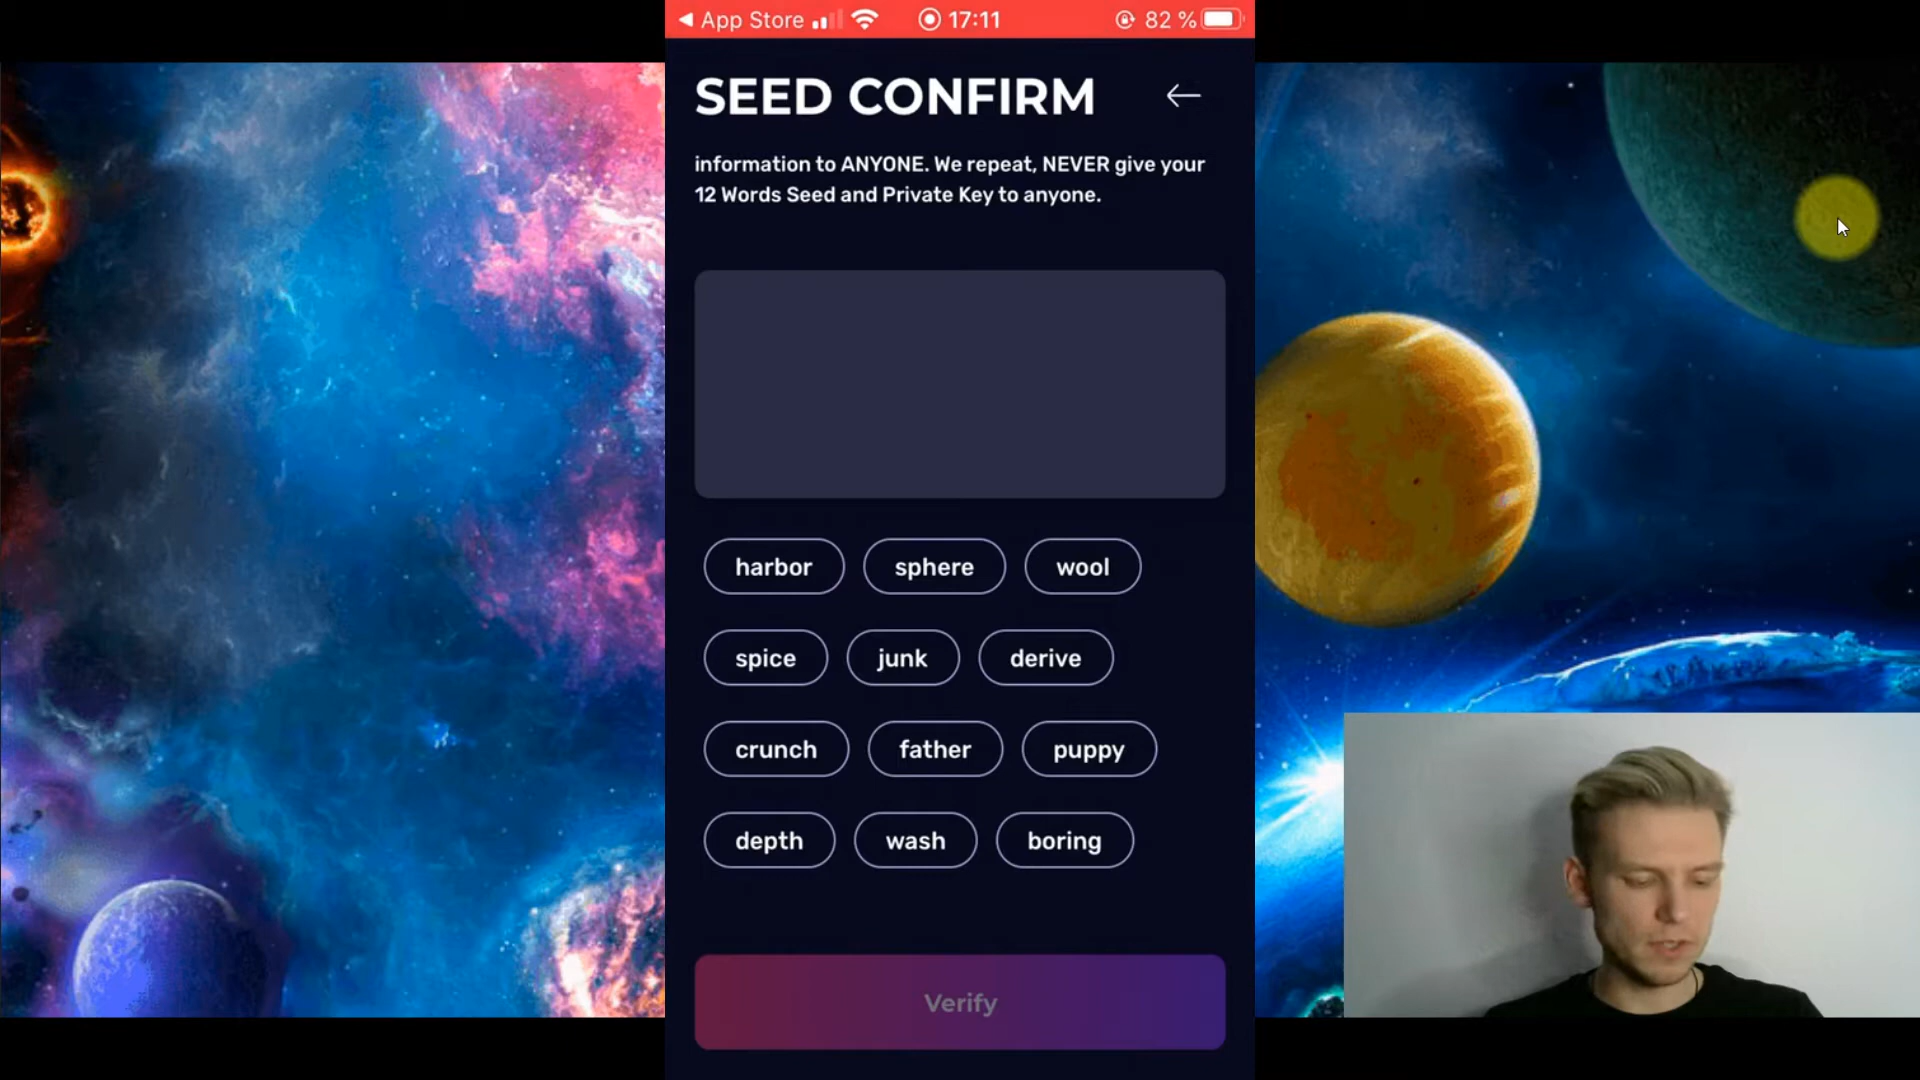 App Store 17:11 82 %
SEED CONFIRM
information to ANYONE. We repeat, NEVER give your
12 Words Seed and Private Key to anyone.
harbor sphere wool
spice junk derive
crunch father puppy
depth wash boring
Verify